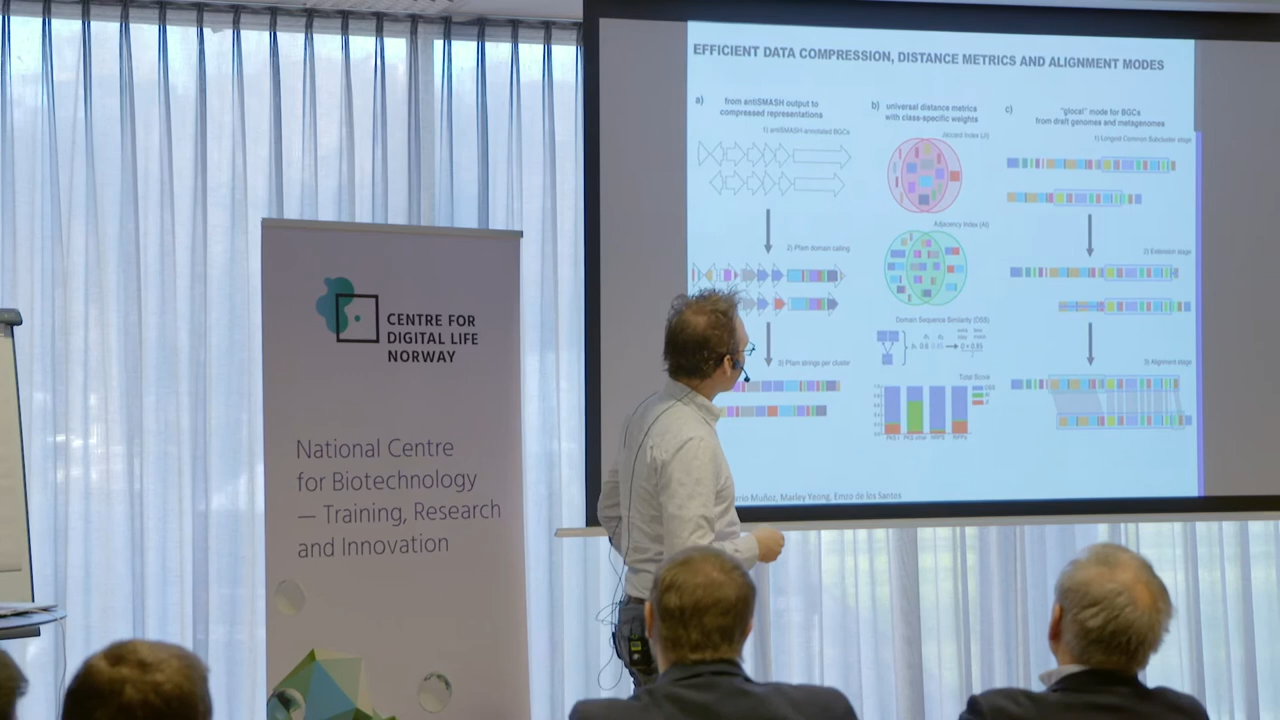 EFFICIENT DATA COMPRESSION, DISTANCE METRICS AND ALIGNMENT MODES
a)
from antiSMASH output to
compressed representations
1) antiSMASH annotated BGCs
2) Pfam domain calling
3) Pfam strings per cluster
b)
universal distance metrics
with class-specific weights
Jaccard Index (JI)
Adjacency Index (AI)
Domain Sequence Similarity (DSS)
Total Score
DSS
AI
JI
c)
"glocal" mode for BGCs
from draft genomes and metagenomes
1) Longest Common Subcluster stage
2) Extension stage
3) Alignment stage
Muñoz, Marley Yeong, Emzo de los Santos
CENTRE FOR
DIGITAL LIFE
NORWAY
National Centre
for Biotechnology
— Training, Research
and Innovation